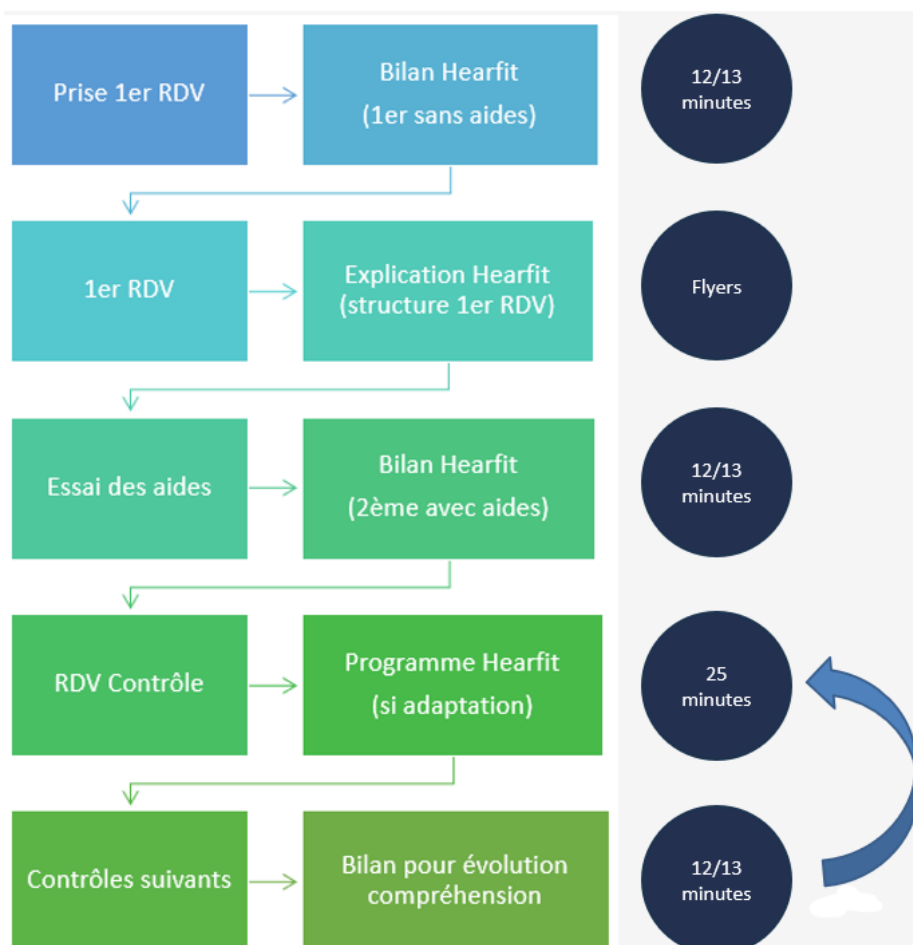 Prise 1er RDV
Bilan Hearfit
(1er sans aides)
12/13
minutes
1er RDV
Explication Hearfit
(structure 1er RDV)
Flyers
Essai des aides
Bilan Hearfit
(2ème avec aides)
12/13
minutes
RDV Contrôle
Programme Hearfit
(si adaptation)
25
minutes
Contrôles suivants
Bilan pour évolution
compréhension
12/13
minutes